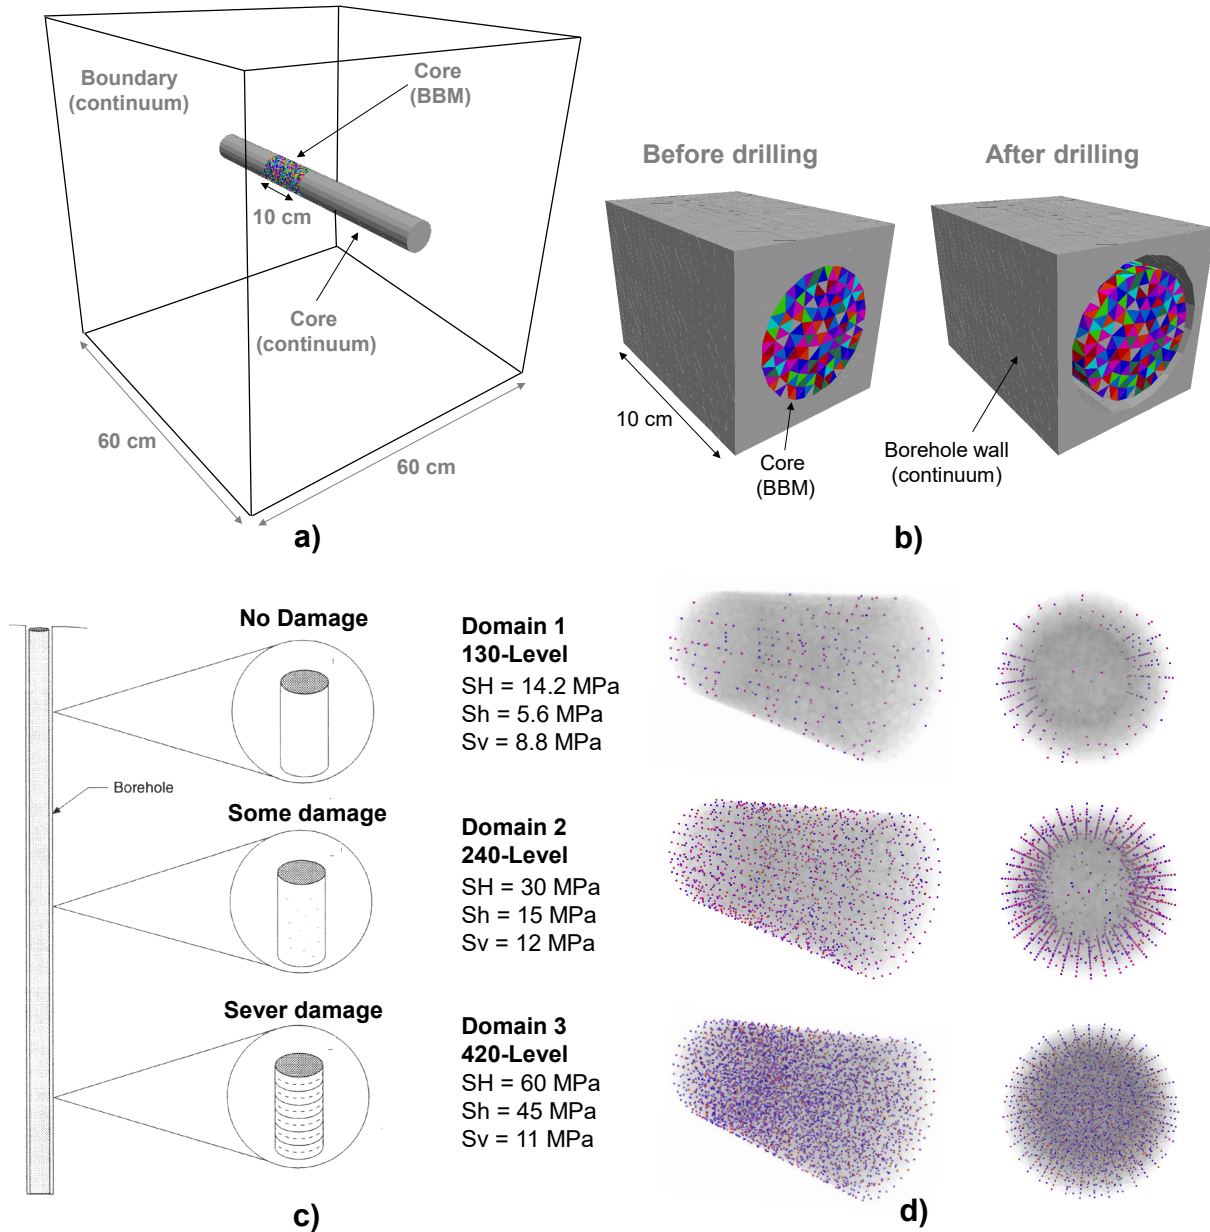 Boundary
(continuum)
Core
(BBM)
10 cm
Core
(continuum)
60 cm
60 cm
a)
Before drilling
After drilling
10 cm
Core
(BBM)
Borehole wall
(continuum)
b)
No Damage
Borehole
Some damage
Sever damage
Domain 1
130-Level
SH = 14.2 MPa
Sh = 5.6 MPa
Sv = 8.8 MPa
Domain 2
240-Level
SH = 30 MPa
Sh = 15 MPa
Sv = 12 MPa
Domain 3
420-Level
SH = 60 MPa
Sh = 45 MPa
Sv = 11 MPa
c)
d)